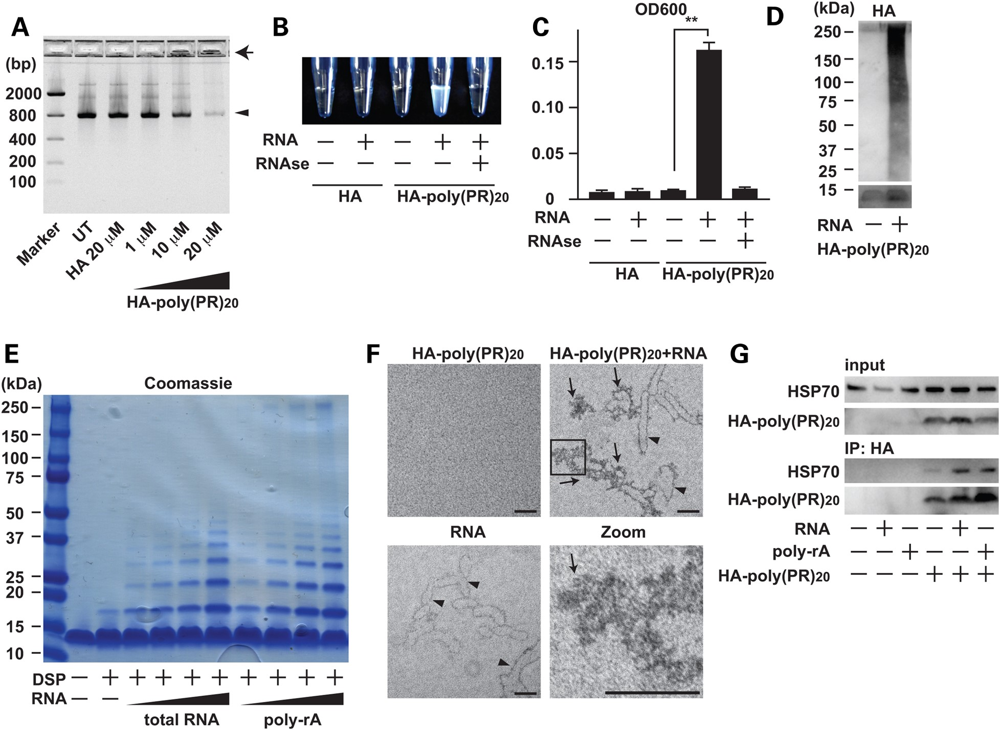 A
(bp)
2000
800
400
200
100
Marker
UT
HA 20 μM
1 μM
10 μM
20 μM
HA-poly(PR)20
B
RNA — + — + +
RNAse — — — — +
HA HA-poly(PR)20
C
OD600
**
0.15
0.10
0.05
0
RNA — + — + +
RNAse — — — — +
HA HA-poly(PR)20
D
(kDa) HA
250
150
100
75
50
37
25
15
RNA — +
HA-poly(PR)20
E
(kDa) Coomassie
250
150
100
75
50
37
25
20
15
10
DSP — + + + + + + + + +
RNA — —
total RNA poly-rA
F
HA-poly(PR)20 HA-poly(PR)20+RNA
RNA Zoom
G
input
HSP70
HA-poly(PR)20
IP: HA
HSP70
HA-poly(PR)20
RNA — + — — + —
poly-rA — — + — — +
HA-poly(PR)20 — — — + + +